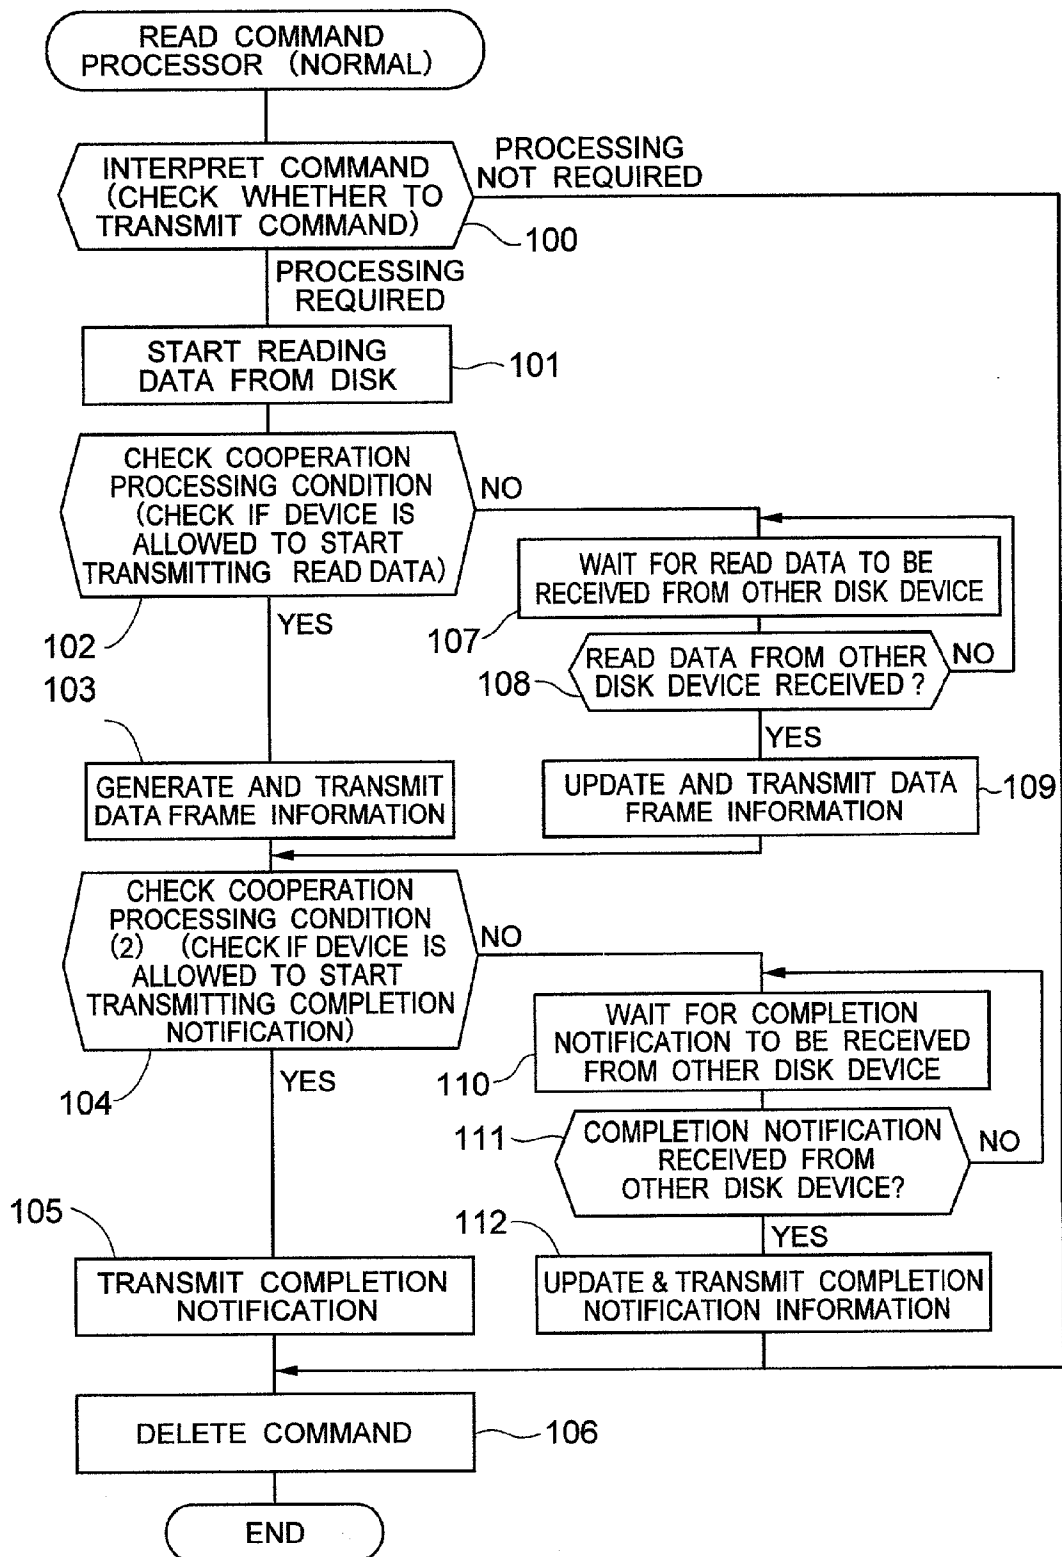 READ COMMAND
PROCESSOR (NORMAL)
INTERPRET COMMAND
(CHECK WHETHER TO
TRANSMIT COMMAND)
PROCESSING
NOT REQUIRED
100
PROCESSING
REQUIRED
START READING
DATA FROM DISK
101
CHECK COOPERATION
PROCESSING CONDITION
(CHECK IF DEVICE IS
ALLOWED TO START
TRANSMITTING READ DATA)
NO
102
YES
WAIT FOR READ DATA TO BE
RECEIVED FROM OTHER DISK DEVICE
107
READ DATA FROM OTHER
DISK DEVICE RECEIVED?
NO
108
YES
103
GENERATE AND TRANSMIT
DATA FRAME INFORMATION
UPDATE AND TRANSMIT DATA
FRAME INFORMATION
109
CHECK COOPERATION
PROCESSING CONDITION
(2) (CHECK IF DEVICE IS
ALLOWED TO START
TRANSMITTING COMPLETION
NOTIFICATION)
NO
104
YES
WAIT FOR COMPLETION
NOTIFICATION TO BE RECEIVED
FROM OTHER DISK DEVICE
110
111
COMPLETION NOTIFICATION
RECEIVED FROM
OTHER DISK DEVICE?
NO
YES
105
TRANSMIT COMPLETION
NOTIFICATION
112
UPDATE & TRANSMIT COMPLETION
NOTIFICATION INFORMATION
DELETE COMMAND
106
END